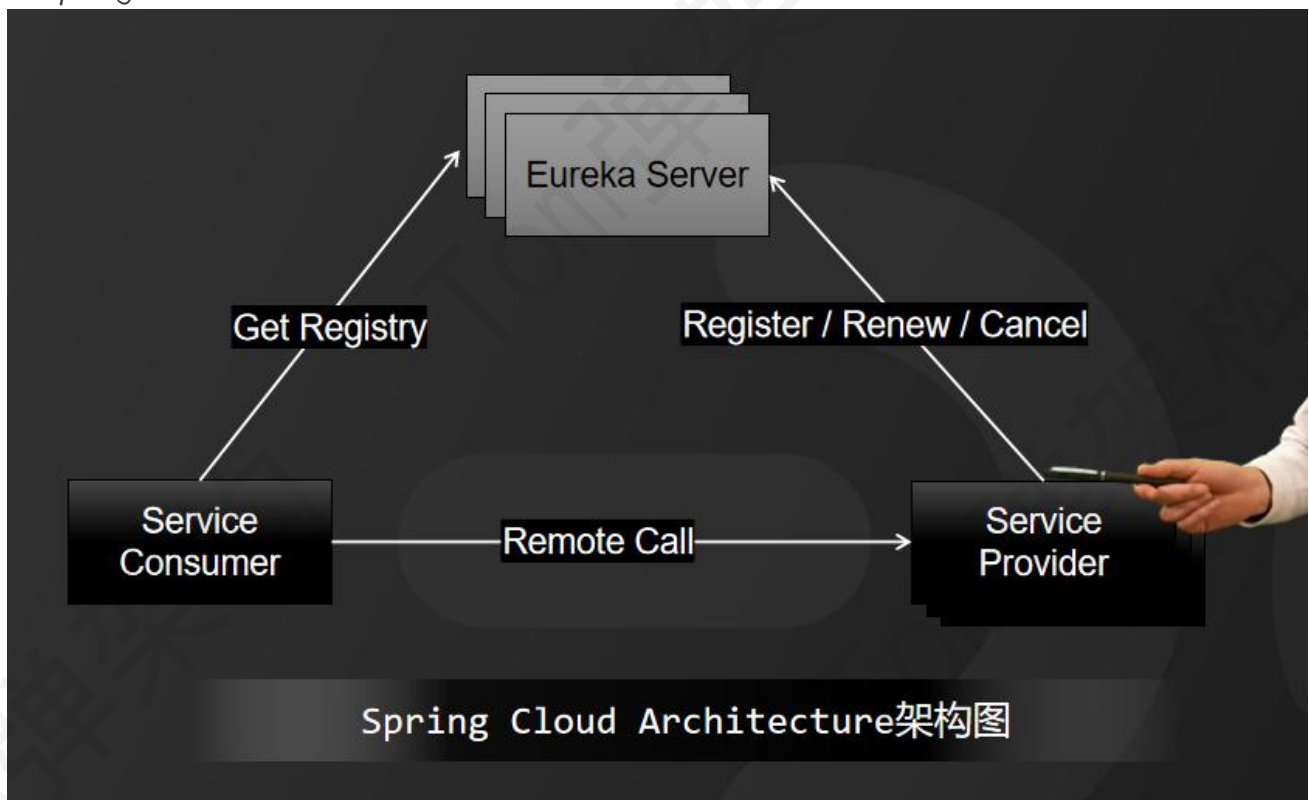 Eureka Server
Get Registry
Register / Renew / Cancel
Service
Consumer
Remote Call
Service
Provider
Spring Cloud Architecture架构图